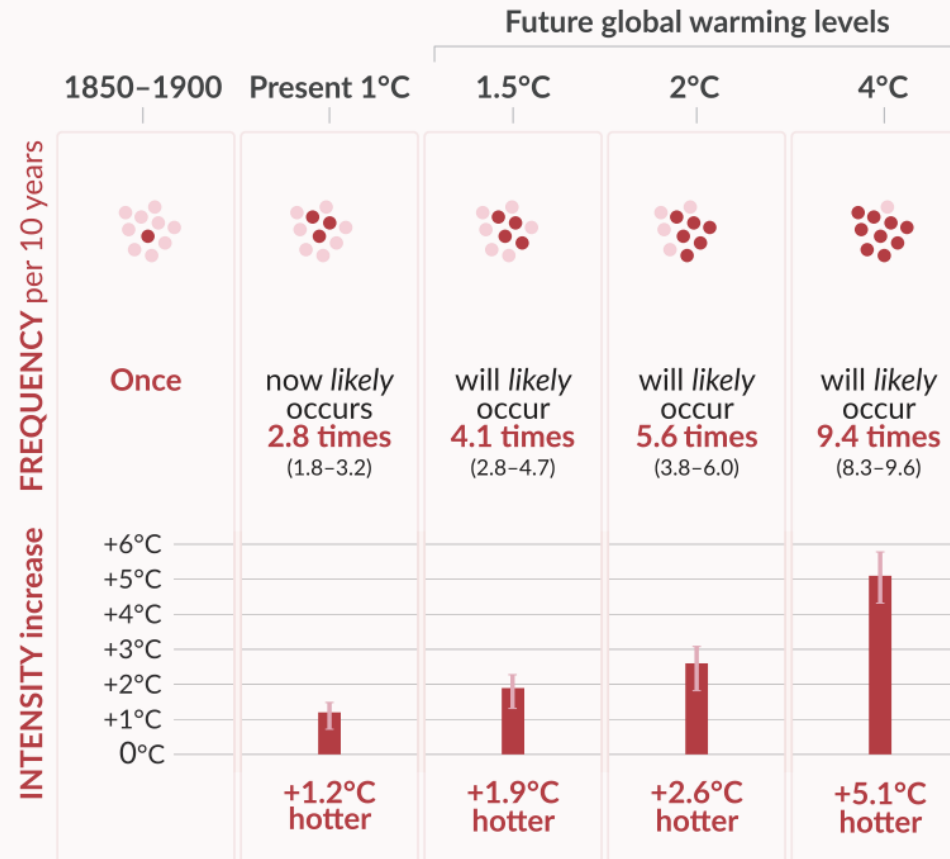 Future global warming levels
1850–1900
Present 1°C
1.5°C
2°C
4°C
FREQUENCY per 10 years
Once
now likely
occurs
2.8 times
(1.8–3.2)
will likely
occur
4.1 times
(2.8–4.7)
will likely
occur
5.6 times
(3.8–6.0)
will likely
occur
9.4 times
(8.3–9.6)
INTENSITY increase
+6°C
+5°C
+4°C
+3°C
+2°C
+1°C
0°C
+1.2°C
hotter
+1.9°C
hotter
+2.6°C
hotter
+5.1°C
hotter